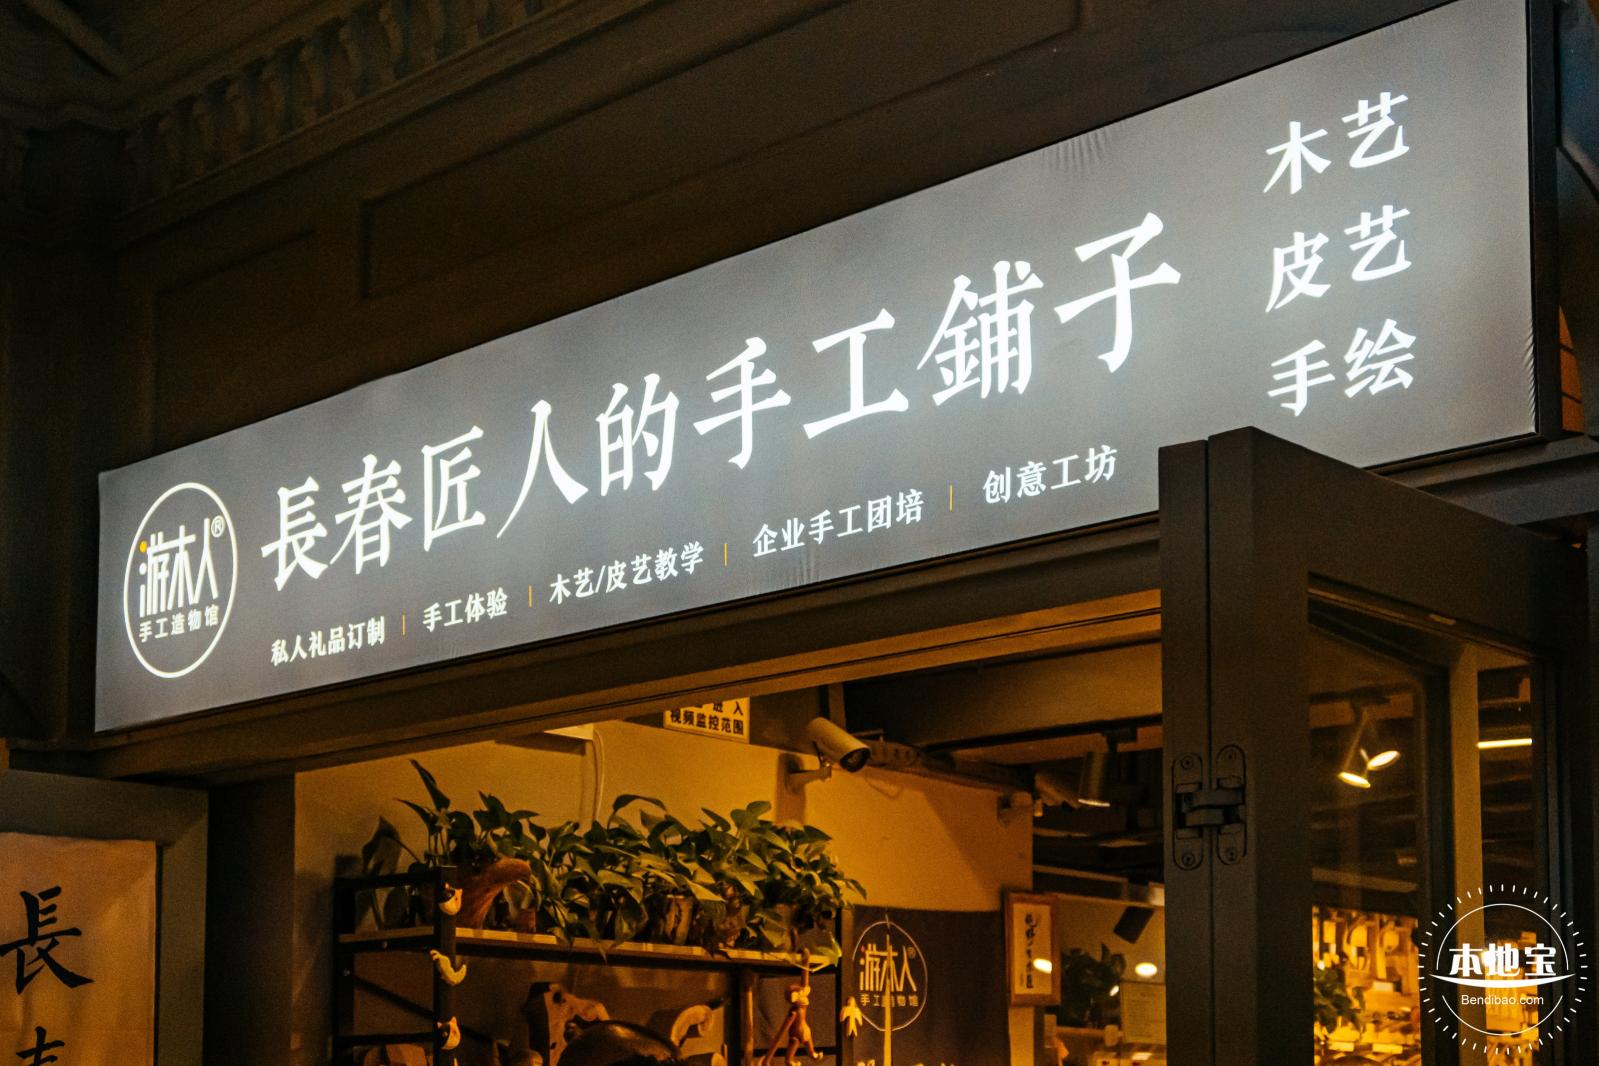 游木人®
手工造物馆
長春匠人的手工鋪子
私人礼品订制 | 手工体验 | 木艺/皮艺教学 | 企业手工团培 | 创意工坊
木艺
皮艺
手绘
进入
视频监控范围
長
游木人
手工造物馆
本地宝
Bendibao.com